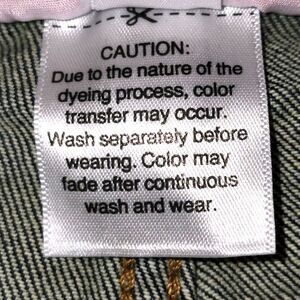 CAUTION:
Due to the nature of the
dyeing process, color
transfer may occur.
Wash separately before
wearing. Color may
fade after continuous
wash and wear.